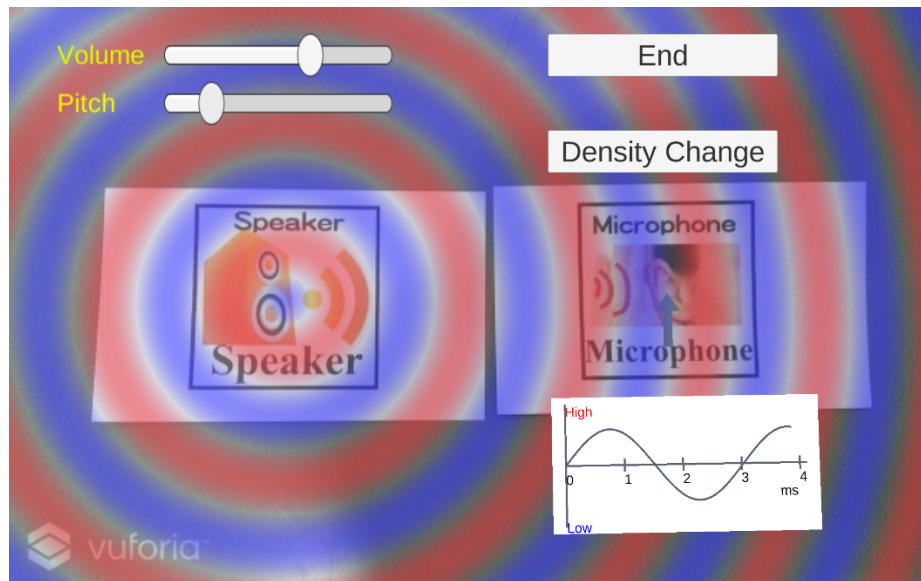 Volume
End
Pitch
Density Change
Speaker
Speaker
Microphone
Microphone
High
0 1 2 3 4
ms
Low
vuforia